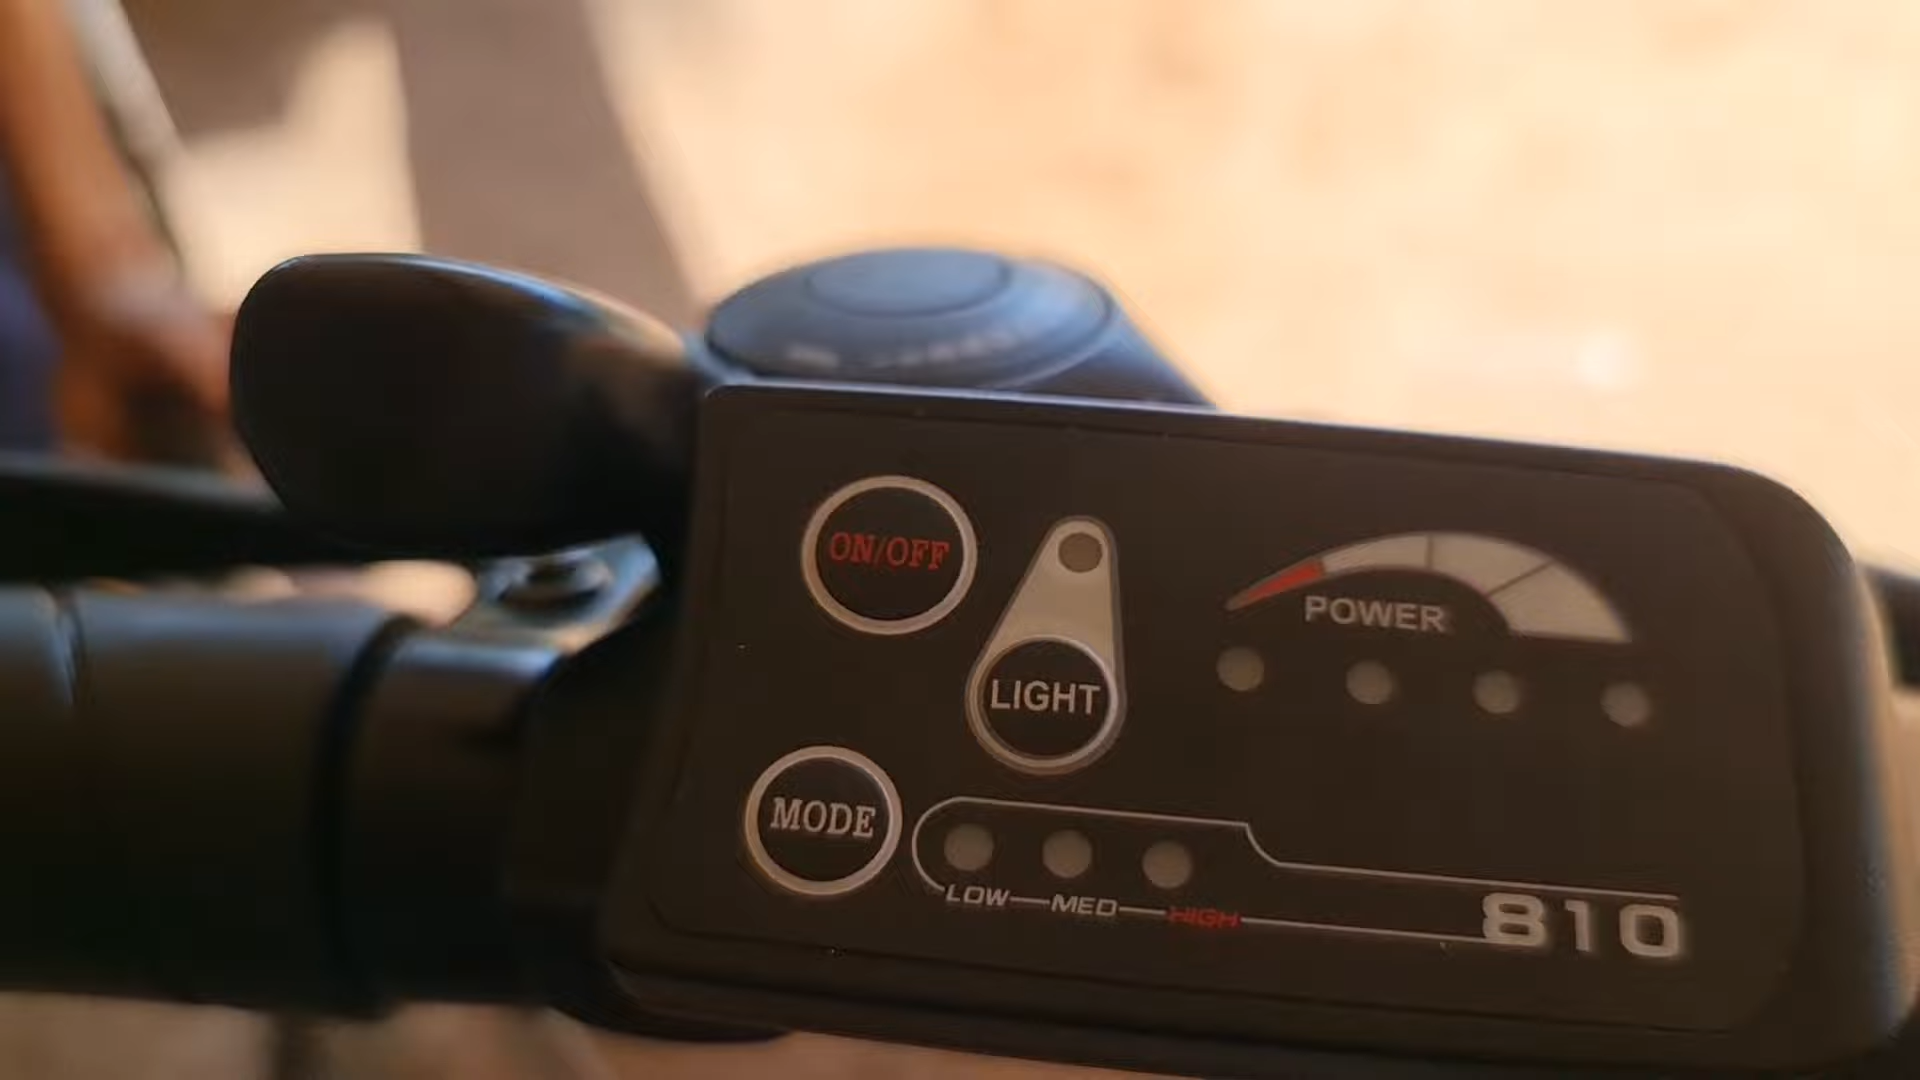 ON/OFF
LIGHT
POWER
MODE
LOW MED HIGH
810